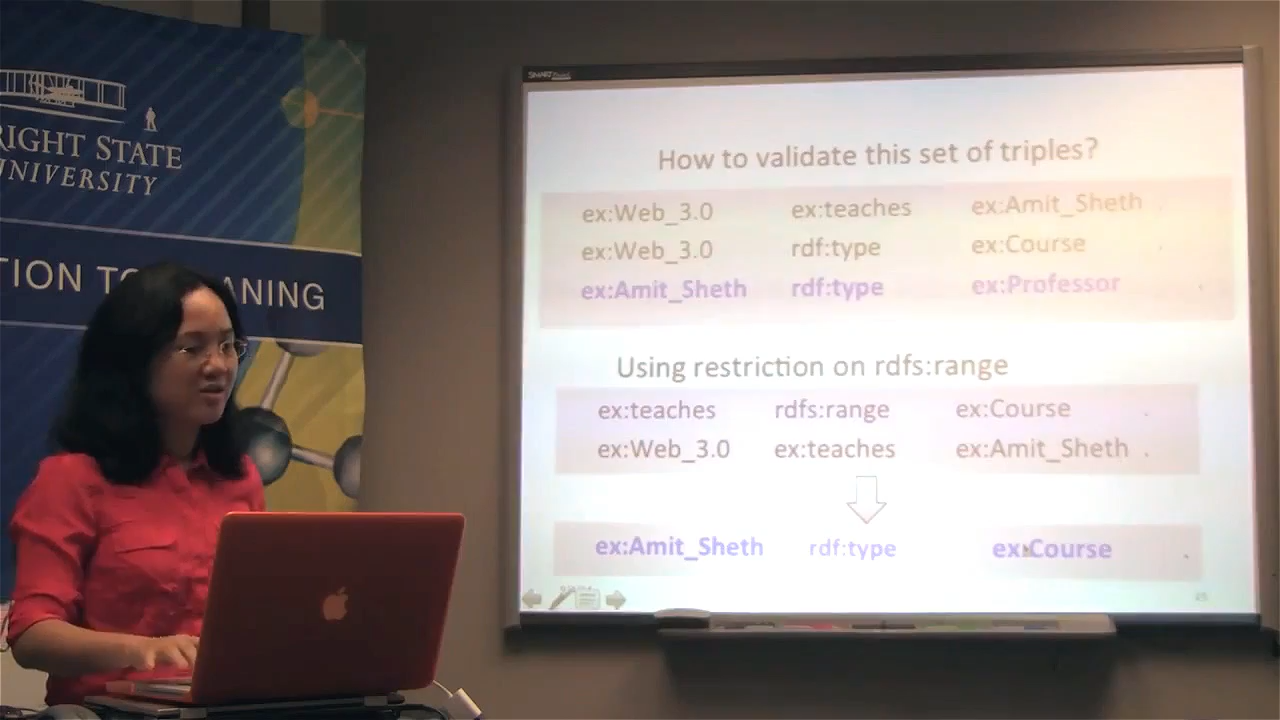 RIGHT STATE
UNIVERSITY
TION TO
EANING
SMART
How to validate this set of triples?
ex:Web_3.0 ex:teaches ex:Amit_Sheth .
ex:Web_3.0 rdf:type ex:Course .
ex:Amit_Sheth rdf:type ex:Professor .
Using restriction on rdfs:range
ex:teaches rdfs:range ex:Course .
ex:Web_3.0 ex:teaches ex:Amit_Sheth .
ex:Amit_Sheth rdf:type ex:Course .